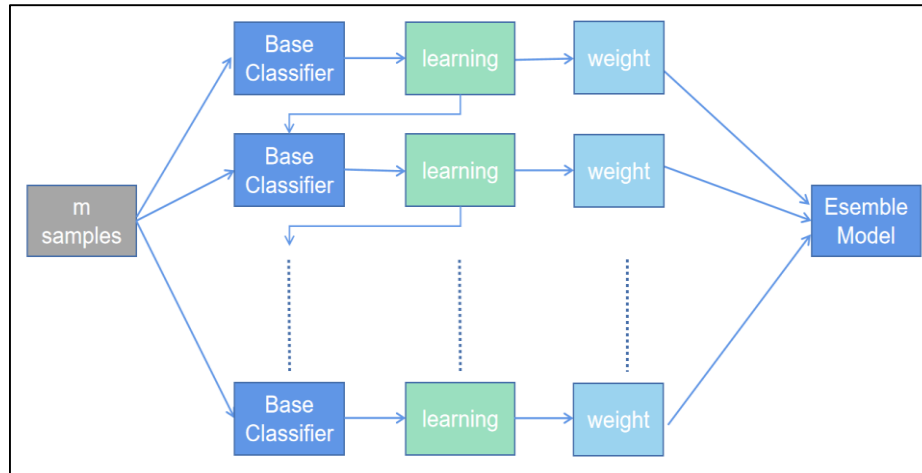 Base
Classifier
learning
weight
Base
Classifier
learning
weight
m
samples
Esemble
Model
Base
Classifier
learning
weight